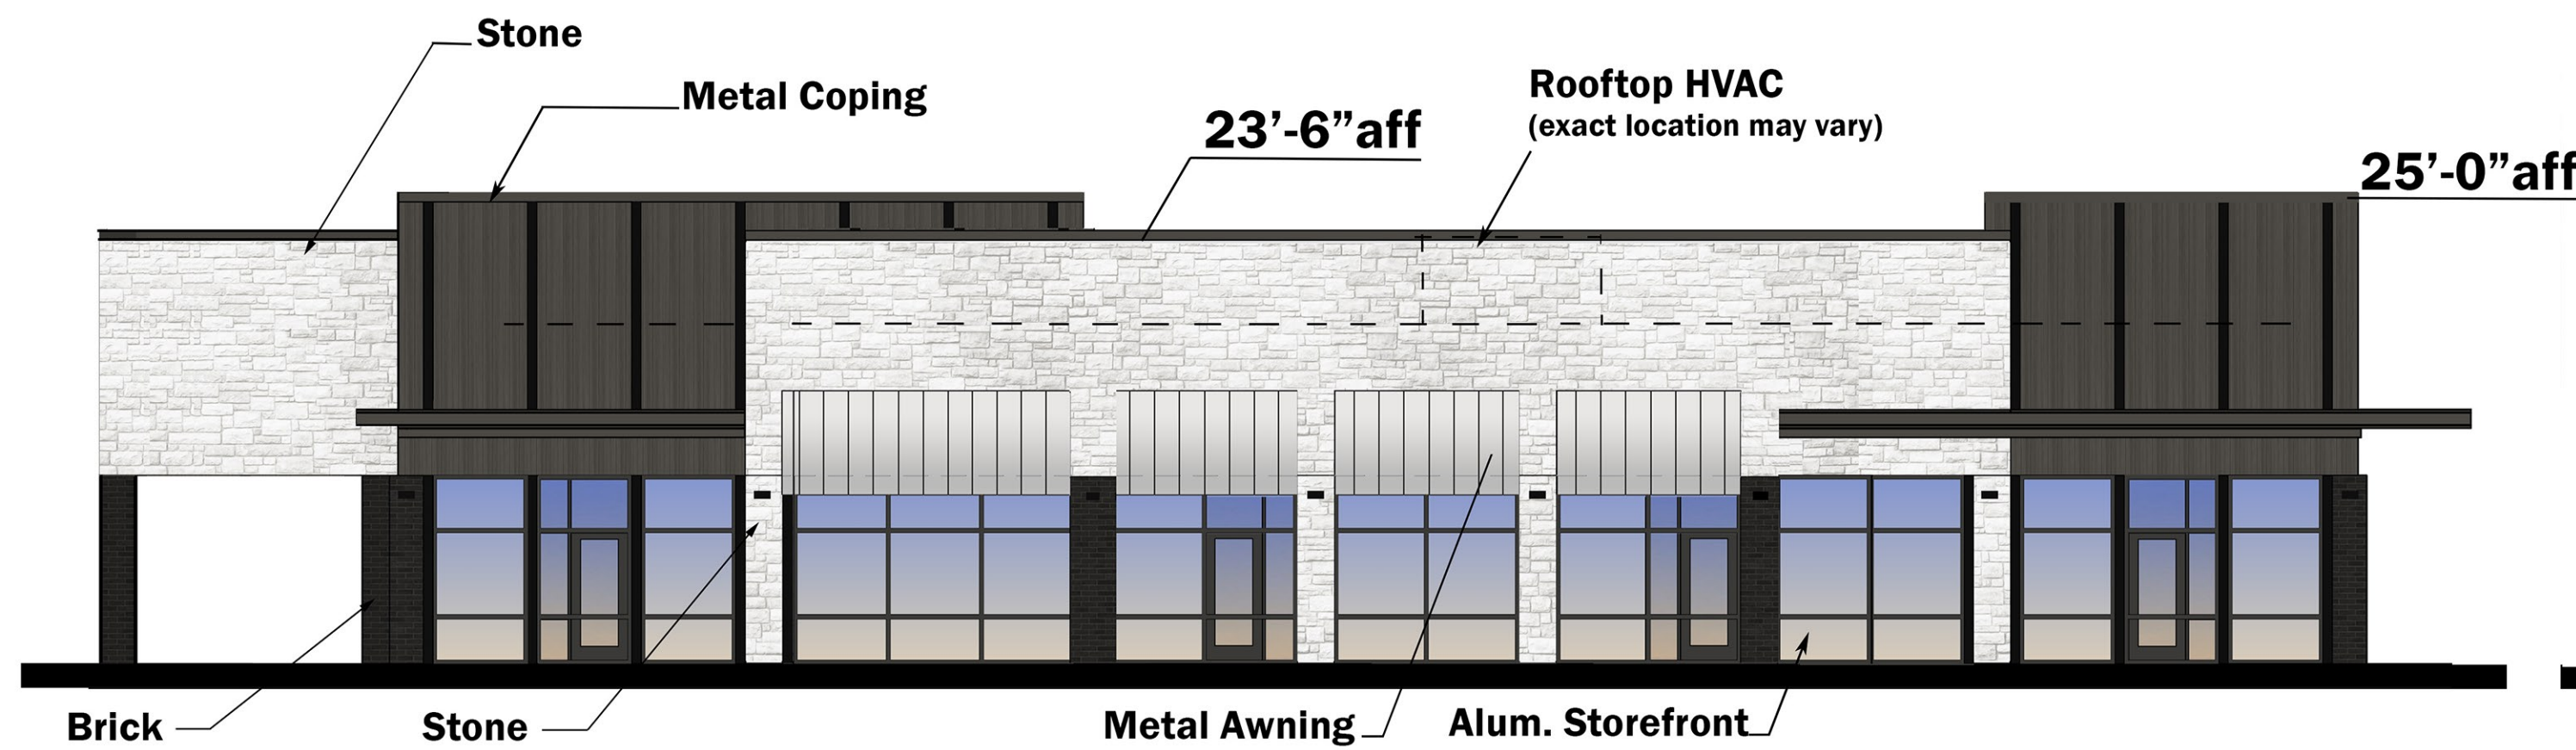 Stone
Metal Coping
Rooftop HVAC
(exact location may vary)
23’-6”aff
25’-0”aff
Brick
Stone
Metal Awning
Alum. Storefront